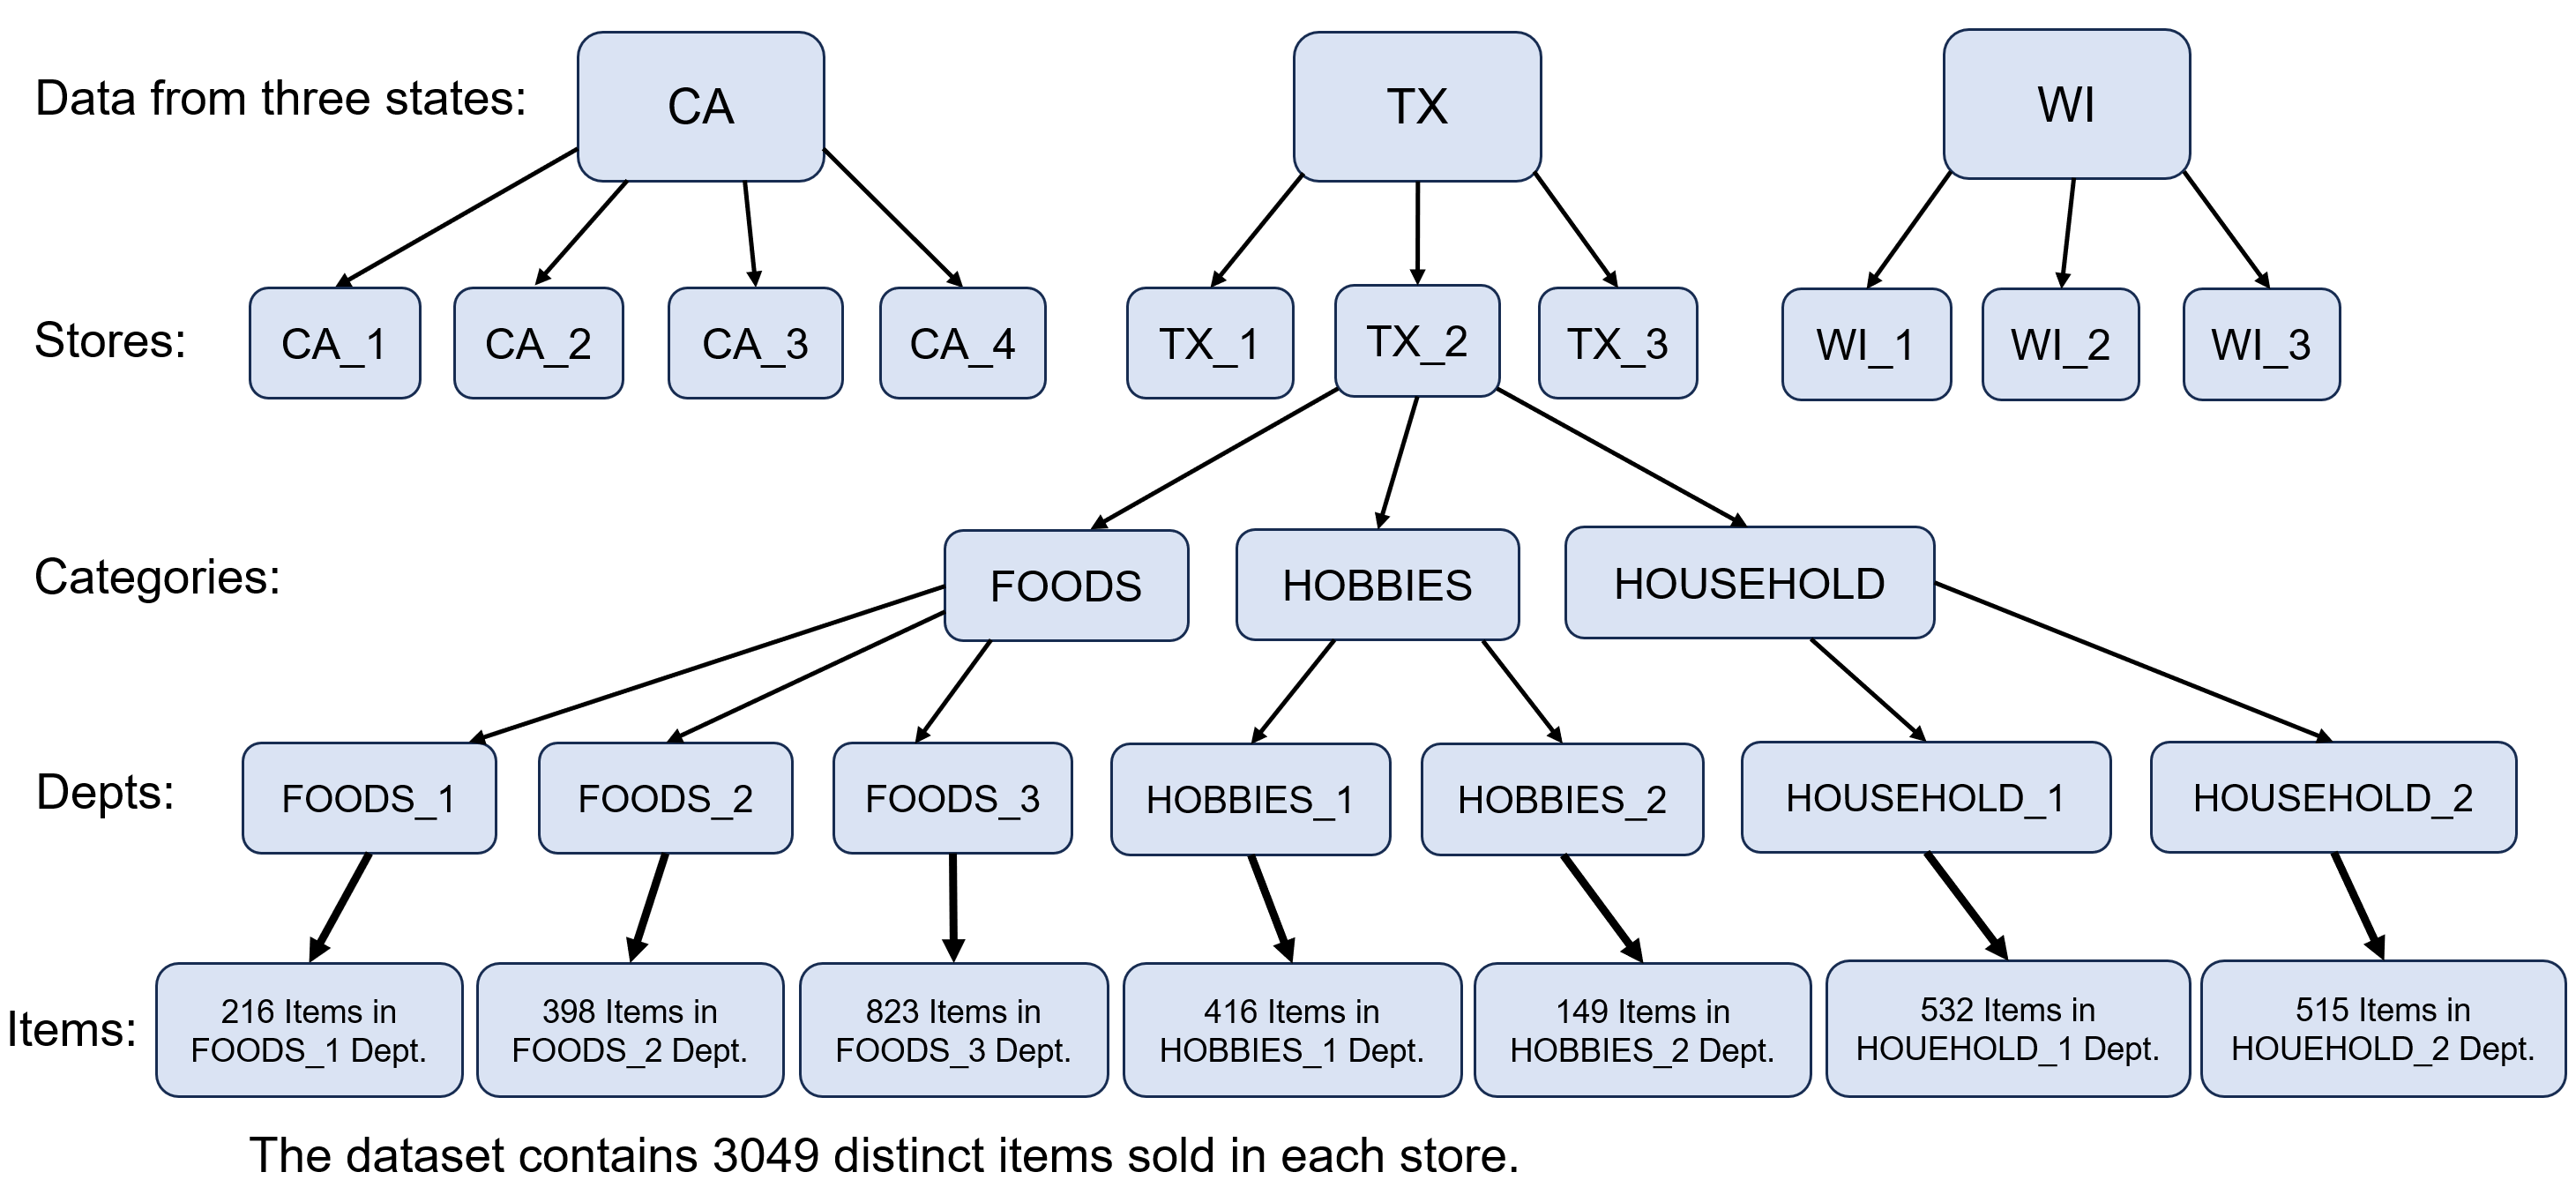 Data from three states:
CA
TX
WI
Stores:
CA_1
CA_2
CA_3
CA_4
TX_1
TX_2
TX_3
WI_1
WI_2
WI_3
Categories:
FOODS
HOBBIES
HOUSEHOLD
Depts:
FOODS_1
FOODS_2
FOODS_3
HOBBIES_1
HOBBIES_2
HOUSEHOLD_1
HOUSEHOLD_2
Items:
216 Items in
FOODS_1 Dept.
398 Items in
FOODS_2 Dept.
823 Items in
FOODS_3 Dept.
416 Items in
HOBBIES_1 Dept.
149 Items in
HOBBIES_2 Dept.
532 Items in
HOUEHOLD_1 Dept.
515 Items in
HOUEHOLD_2 Dept.
The dataset contains 3049 distinct items sold in each store.